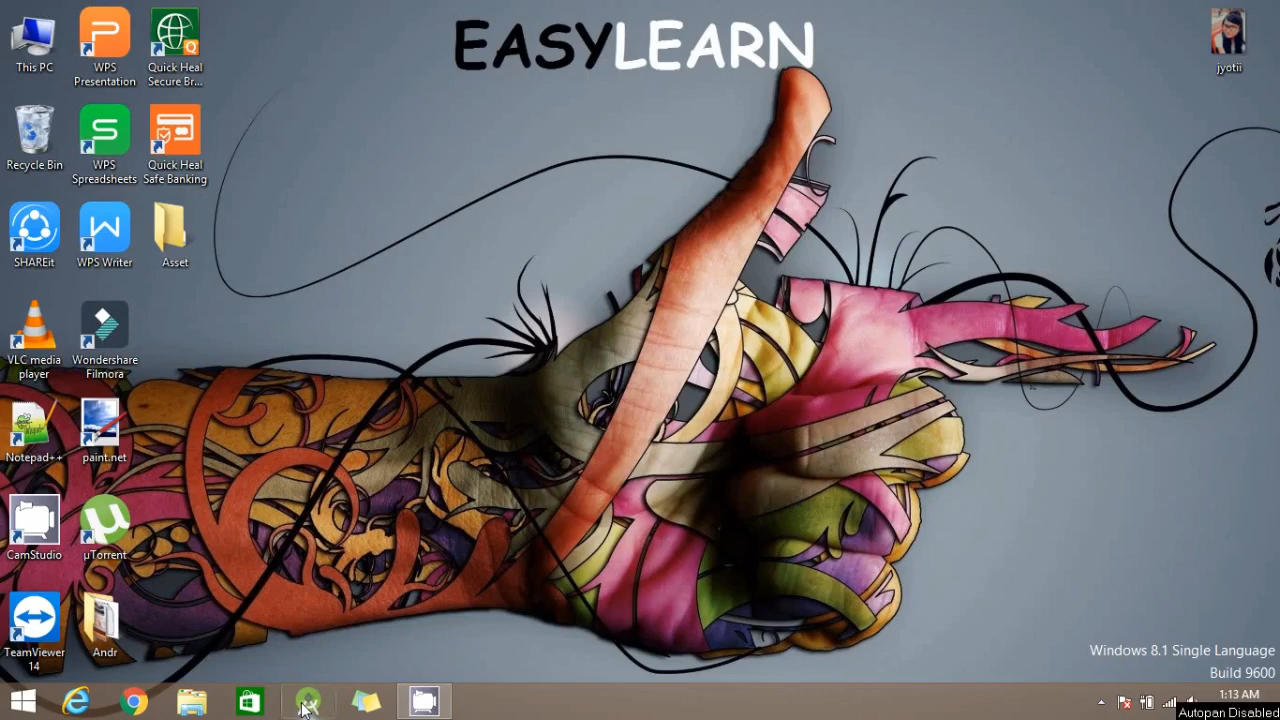 EASYLEARN
This PC
WPS
Presentation
Quick Heal
Secure Br...
jyotii
Recycle Bin
WPS
Spreadsheets
Quick Heal
Safe Banking
SHAREit
WPS Writer
Asset
VLC media
player
Wondershare
Filmora
Notepad++
paint.net
CamStudio
µTorrent
TeamViewer
14
Andr
Windows 8.1 Single Language
Build 9600
1:13 AM
Autopan Disabled